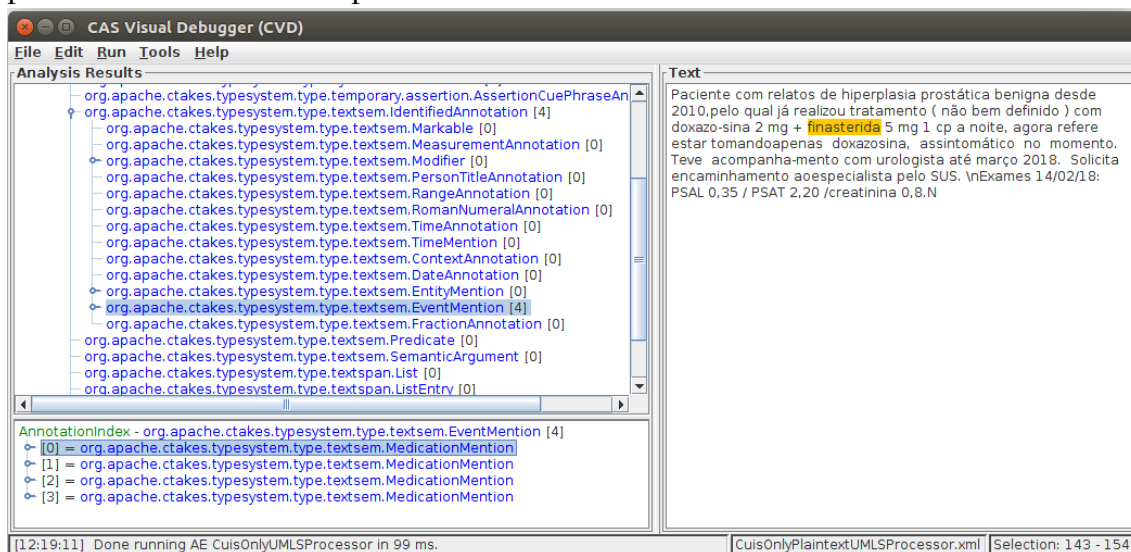 CAS Visual Debugger (CVD)
File Edit Run Tools Help
Analysis Results
org.apache.ctakes.typesystem.type.temporary.assertion.AssertionCuePhraseAn
org.apache.ctakes.typesystem.type.textsem.IdentifiedAnnotation [4]
org.apache.ctakes.typesystem.type.textsem.Markable [0]
org.apache.ctakes.typesystem.type.textsem.MeasurementAnnotation [0]
org.apache.ctakes.typesystem.type.textsem.Modifier [0]
org.apache.ctakes.typesystem.type.textsem.PersonTitleAnnotation [0]
org.apache.ctakes.typesystem.type.textsem.RangeAnnotation [0]
org.apache.ctakes.typesystem.type.textsem.RomanNumeralAnnotation [0]
org.apache.ctakes.typesystem.type.textsem.TimeAnnotation [0]
org.apache.ctakes.typesystem.type.textsem.TimeMention [0]
org.apache.ctakes.typesystem.type.textsem.ContextAnnotation [0]
org.apache.ctakes.typesystem.type.textsem.DateAnnotation [0]
org.apache.ctakes.typesystem.type.textsem.EntityMention [0]
org.apache.ctakes.typesystem.type.textsem.EventMention [4]
org.apache.ctakes.typesystem.type.textsem.FractionAnnotation [0]
org.apache.ctakes.typesystem.type.textsem.Predicate [0]
org.apache.ctakes.typesystem.type.textsem.SemanticArgument [0]
org.apache.ctakes.typesystem.type.textspan.List [0]
org.apache.ctakes.typesystem.type.textspan.ListEntry [0]
AnnotationIndex - org.apache.ctakes.typesystem.type.textsem.EventMention [4]
[0] = org.apache.ctakes.typesystem.type.textsem.MedicationMention
[1] = org.apache.ctakes.typesystem.type.textsem.MedicationMention
[2] = org.apache.ctakes.typesystem.type.textsem.MedicationMention
[3] = org.apache.ctakes.typesystem.type.textsem.MedicationMention
Text
Paciente com relatos de hiperplasia prostática benigna desde
2010,pelo qual já realizou tratamento ( não bem definido ) com
doxazo-sina 2 mg + finasterida 5 mg 1 cp a noite, agora refere
estar tomandoapenas doxazosina, assintomático no momento.
Teve acompanha-mento com urologista até março 2018. Solicita
encaminhamento aoespecialista pelo SUS. \nExames 14/02/18:
PSAL 0,35 / PSAT 2,20 /creatinina 0,8.N
[12:19:11] Done running AE CuisOnlyUMLSProcessor in 99 ms.
CuisOnlyPlaintextUMLSProcessor.xml
Selection: 143 - 154